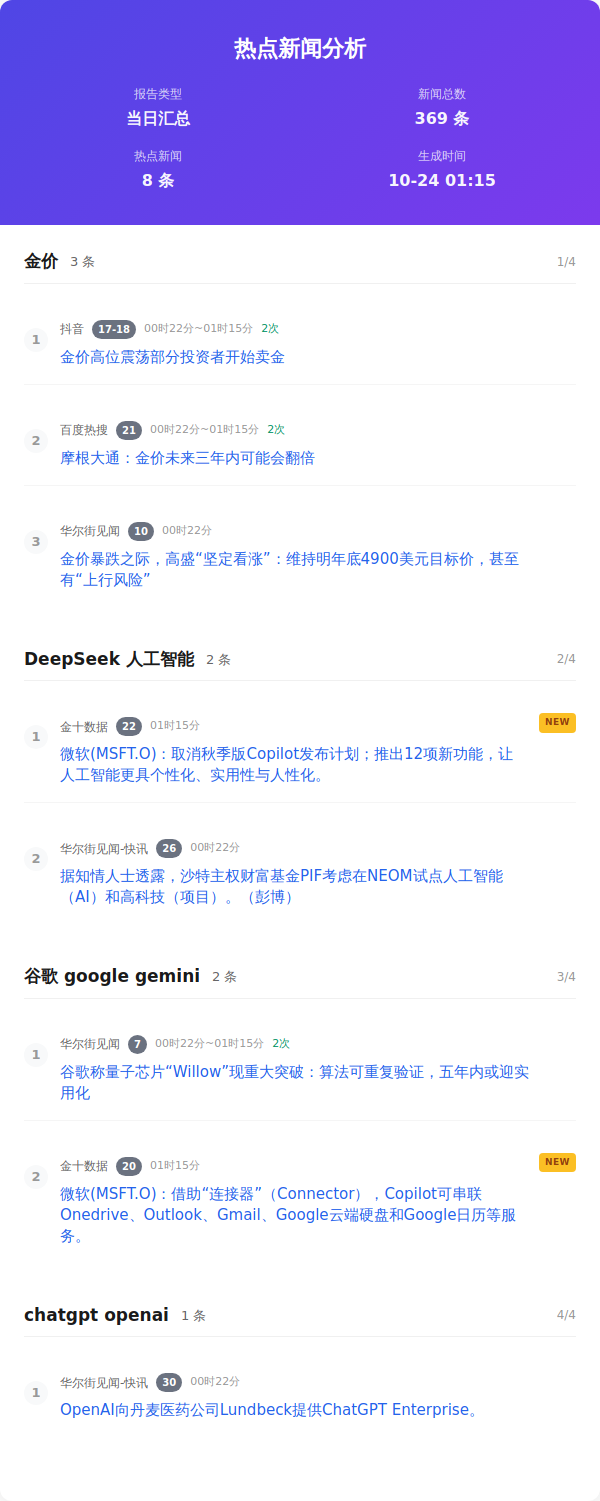 热点新闻分析
报告类型
当日汇总
新闻总数
369 条
热点新闻
8 条
生成时间
10-24 01:15
金价 3 条 1/4
1
抖音 17-18 00时22分~01时15分 2次
金价高位震荡部分投资者开始卖金
2
百度热搜 21 00时22分~01时15分 2次
摩根大通：金价未来三年内可能会翻倍
3
华尔街见闻 10 00时22分
金价暴跌之际，高盛“坚定看涨”：维持明年底4900美元目标价，甚至
有“上行风险”
DeepSeek 人工智能 2 条 2/4
1
金十数据 22 01时15分 NEW
微软(MSFT.O)：取消秋季版Copilot发布计划；推出12项新功能，让
人工智能更具个性化、实用性与人性化。
2
华尔街见闻-快讯 26 00时22分
据知情人士透露，沙特主权财富基金PIF考虑在NEOM试点人工智能
（AI）和高科技（项目）。（彭博）
谷歌 google gemini 2 条 3/4
1
华尔街见闻 7 00时22分~01时15分 2次
谷歌称量子芯片“Willow”现重大突破：算法可重复验证，五年内或迎实
用化
2
金十数据 20 01时15分 NEW
微软(MSFT.O)：借助“连接器”（Connector），Copilot可串联
Onedrive、Outlook、Gmail、Google云端硬盘和Google日历等服
务。
chatgpt openai 1 条 4/4
1
华尔街见闻-快讯 30 00时22分
OpenAI向丹麦医药公司Lundbeck提供ChatGPT Enterprise。